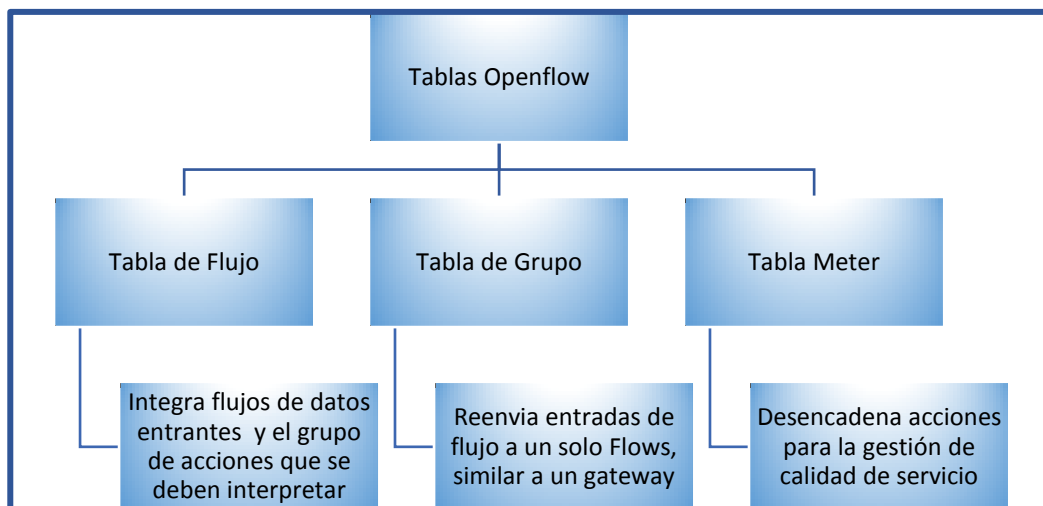 Tablas Openflow
Tabla de Flujo
Tabla de Grupo
Tabla Meter
Integra flujos de datos
entrantes y el grupo
de acciones que se
deben interpretar
Reenvia entradas de
flujo a un solo Flows,
similar a un gateway
Desencadena acciones
para la gestión de
calidad de servicio